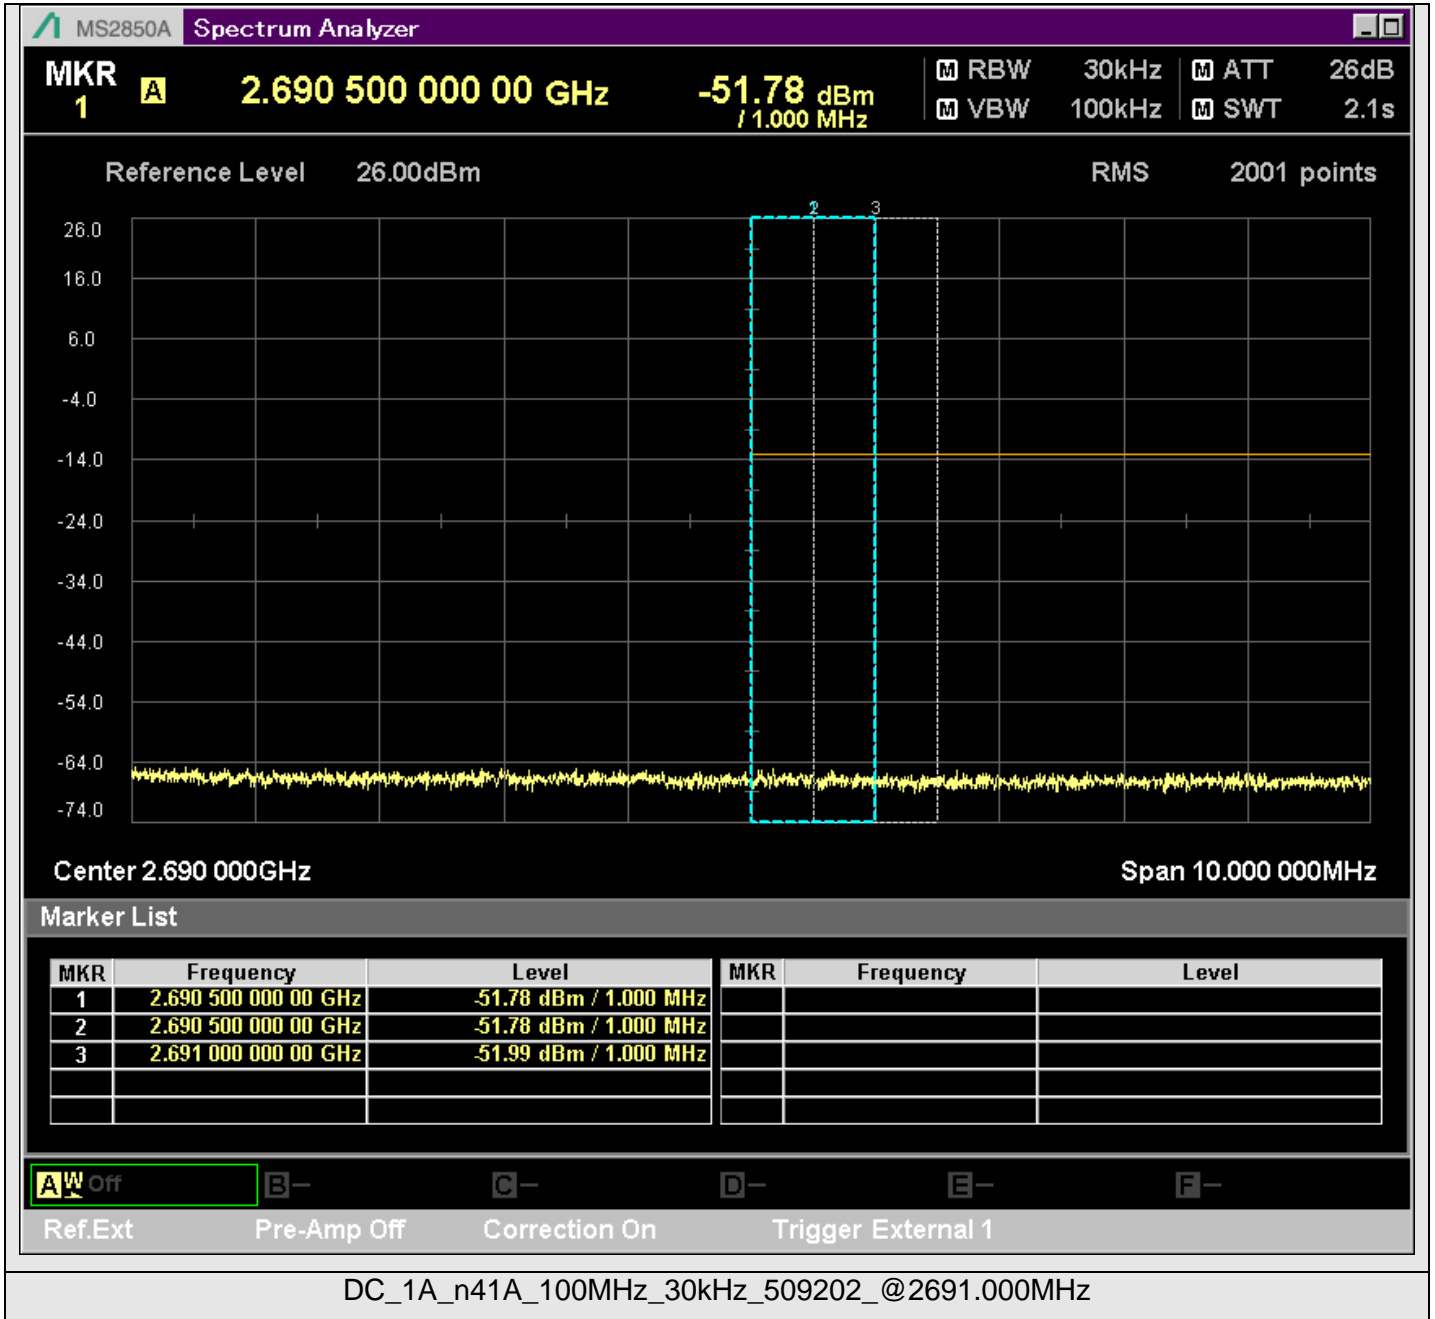 MS2850A Spectrum Analyzer
MKR 1 A 2.690 500 000 00 GHz -51.78 dBm / 1.000 MHz
M RBW 30kHz M ATT 26dB
M VBW 100kHz M SWT 2.1s
Reference Level 26.00dBm RMS 2001 points
2 3
26.0
16.0
6.0
-4.0
-14.0
-24.0
-34.0
-44.0
-54.0
-64.0
-74.0
Center 2.690 000GHz Span 10.000 000MHz
Marker List
MKR Frequency Level MKR Frequency Level
1 2.690 500 000 00 GHz -51.78 dBm / 1.000 MHz
2 2.690 500 000 00 GHz -51.78 dBm / 1.000 MHz
3 2.691 000 000 00 GHz -51.99 dBm / 1.000 MHz
A W Off B — C — D — E — F —
Ref.Ext Pre-Amp Off Correction On Trigger External 1
DC_1A_n41A_100MHz_30kHz_509202_@2691.000MHz